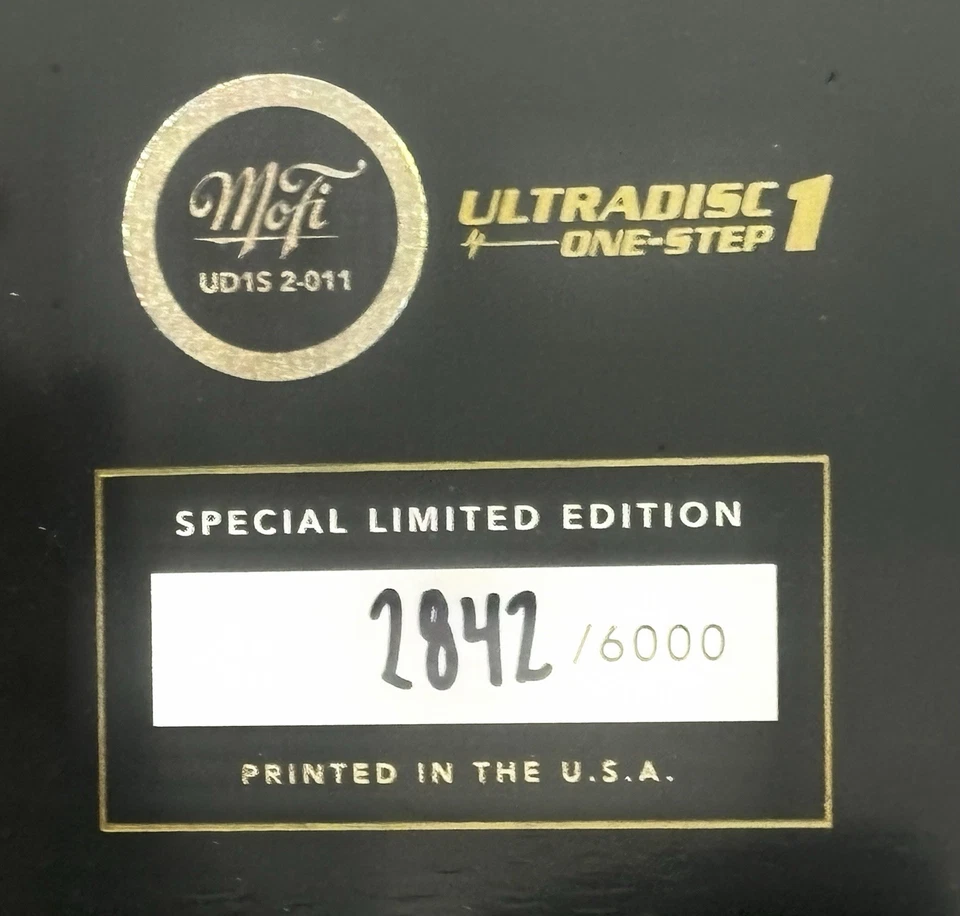 MoFi
UD1S 2-011
ULTRADISC 1
ONE-STEP
SPECIAL LIMITED EDITION
2842 /6000
PRINTED IN THE U.S.A.